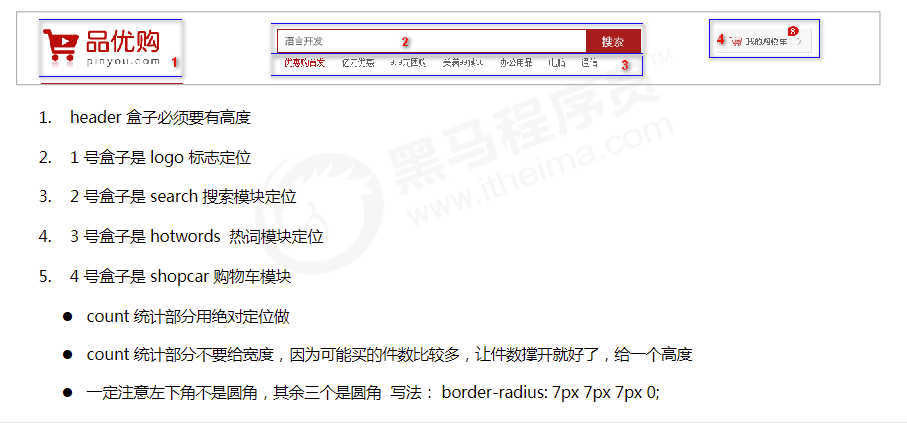 品优购
pinyou.com
1
语言开发
2
搜索
优惠购首发 亿元优惠 9.9元团购 美满99减30 办公用品 电脑 通信
3
4 我的购物车
8
1. header 盒子必须要有高度
2. 1 号盒子是 logo 标志定位
3. 2 号盒子是 search 搜索模块定位
4. 3 号盒子是 hotwords 热词模块定位
5. 4 号盒子是 shopcar 购物车模块
● count 统计部分用绝对定位做
● count 统计部分不要给宽度，因为可能买的件数比较多，让件数撑开就好了，给一个高度
● 一定注意左下角不是圆角，其余三个是圆角 写法： border-radius: 7px 7px 7px 0;
黑马程序员TM
www.itheima.com